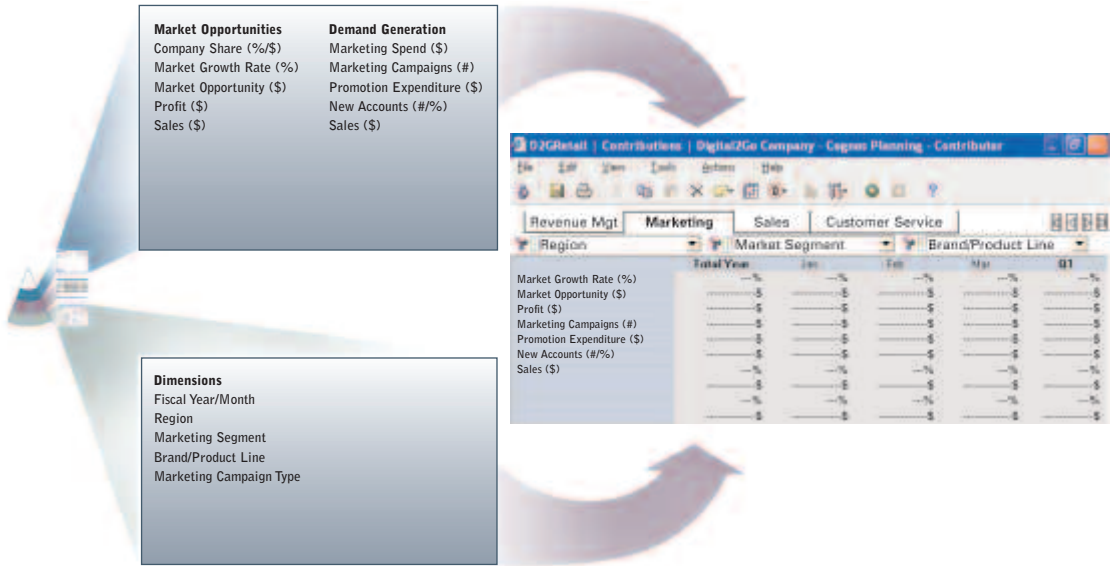 Market Opportunities
Company Share (%/$)
Market Growth Rate (%)
Market Opportunity ($)
Profit ($)
Sales ($)
Demand Generation
Marketing Spend ($)
Marketing Campaigns (#)
Promotion Expenditure ($)
New Accounts (#/%)
Sales ($)
Dimensions
Fiscal Year/Month
Region
Marketing Segment
Brand/Product Line
Marketing Campaign Type
D2GRetail | Contributions | Digital2Go Company - Cognos Planning - Contributor
File Edit View Tools Actions Help
Revenue Mgt Marketing Sales Customer Service
Region Market Segment Brand/Product Line
Total Year Jan Feb Mar Q1
Market Growth Rate (%) ---% ---% ---% ---% ---%
Market Opportunity ($) ----------$ ----------$ ----------$ ----------$ ----------$
Profit ($) ----------$ ----------$ ----------$ ----------$ ----------$
Marketing Campaigns (#) ----------$ ----------$ ----------$ ----------$ ----------$
Promotion Expenditure ($) ----------$ ----------$ ----------$ ----------$ ----------$
New Accounts (#/%) ----------$ ----------$ ----------$ ----------$ ----------$
Sales ($) ---% ---% ---% ---% ---%
----------$ ----------$ ----------$ ----------$ ----------$
---% ---% ---% ---% ---%
----------$ ----------$ ----------$ ----------$ ----------$